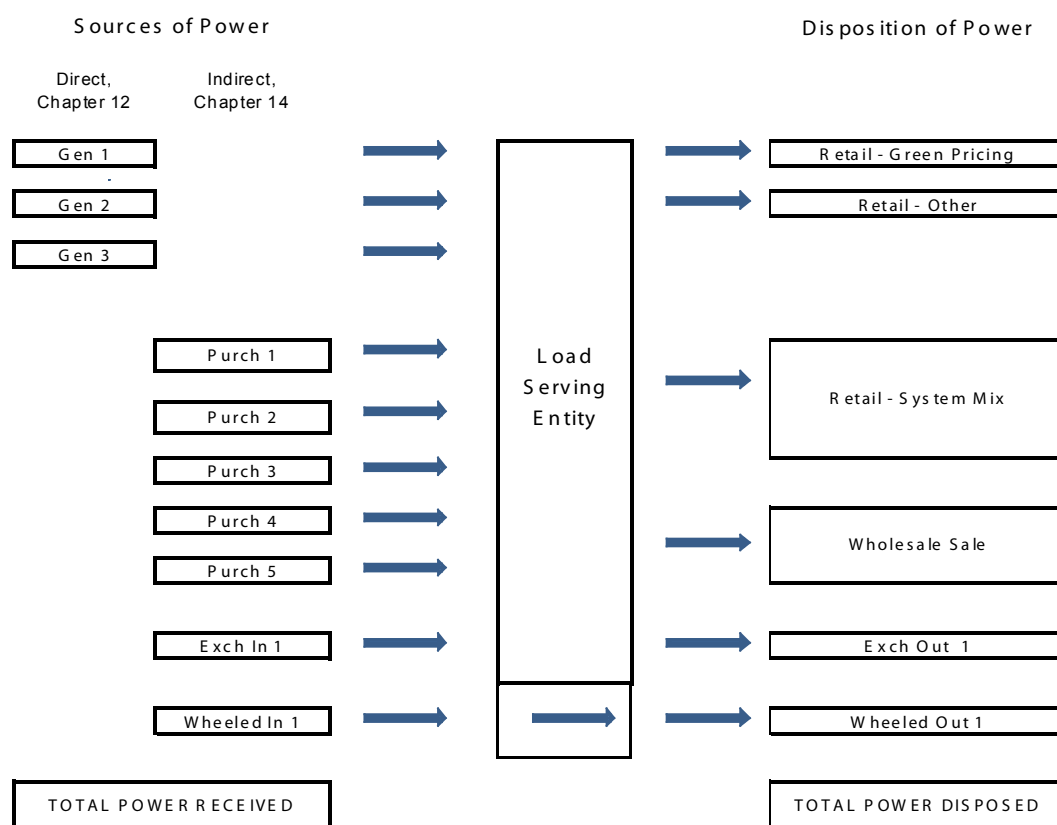 Sources of Power
Disposition of Power
Direct,
Chapter 12
Indirect,
Chapter 14
Gen 1
Retail - Green Pricing
Gen 2
Retail - Other
Gen 3
Purch 1
Purch 2
Purch 3
Purch 4
Purch 5
Load
Serving
Entity
Retail - System Mix
Wholesale Sale
Exch In 1
Exch Out 1
Wheeled In 1
Wheeled Out 1
TOTAL POWER RECEIVED
TOTAL POWER DISPOSED